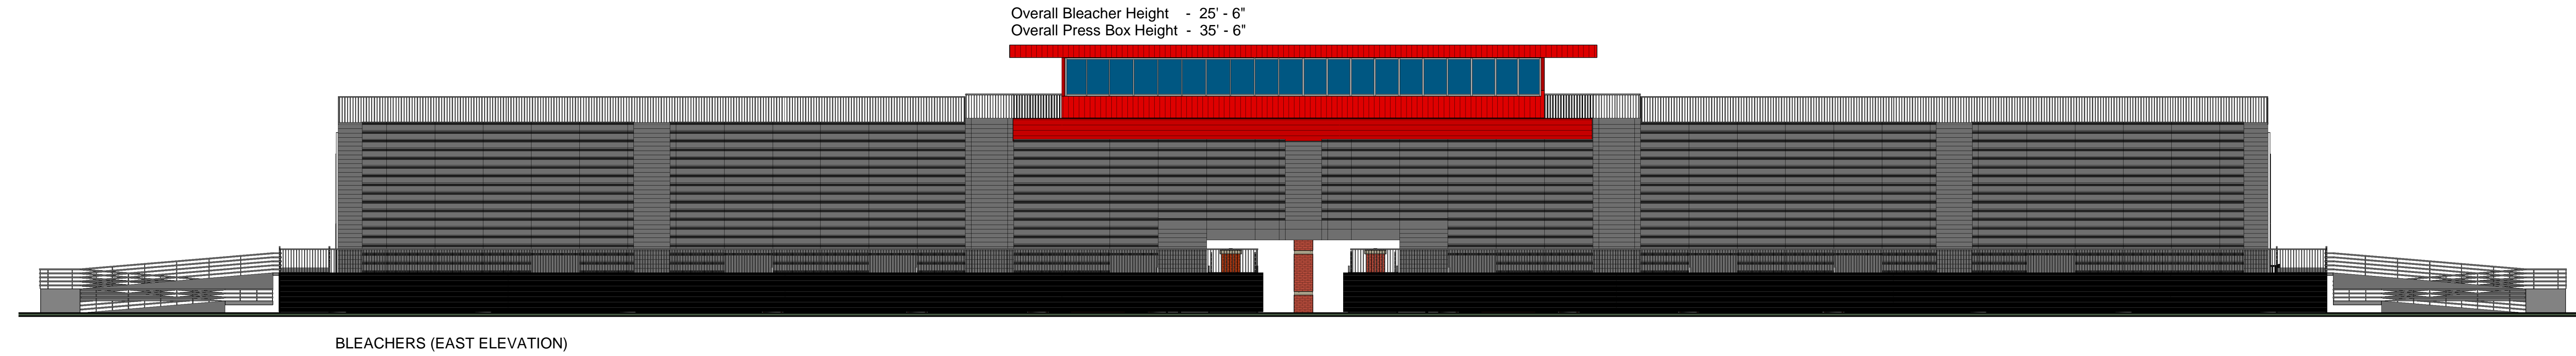 Overall Bleacher Height - 25' - 6"
Overall Press Box Height - 35' - 6"
BLEACHERS (EAST ELEVATION)